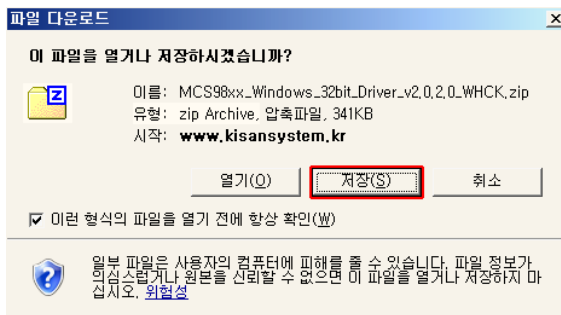 파일 다운로드
이 파일을 열거나 저장하시겠습니까?
이름: MCS98xx_Windows_32bit_Driver_v2,0,2,0_WHCK,zip
유형: zip Archive, 압축파일, 341KB
시작: www.kisansystem.kr
열기(O) 저장(S) 취소
이런 형식의 파일을 열기 전에 항상 확인(W)
일부 파일은 사용자의 컴퓨터에 피해를 줄 수 있습니다. 파일 정보가
의심스럽거나 원본을 신뢰할 수 없으면 이 파일을 열거나 저장하지 마
십시오. 위험성